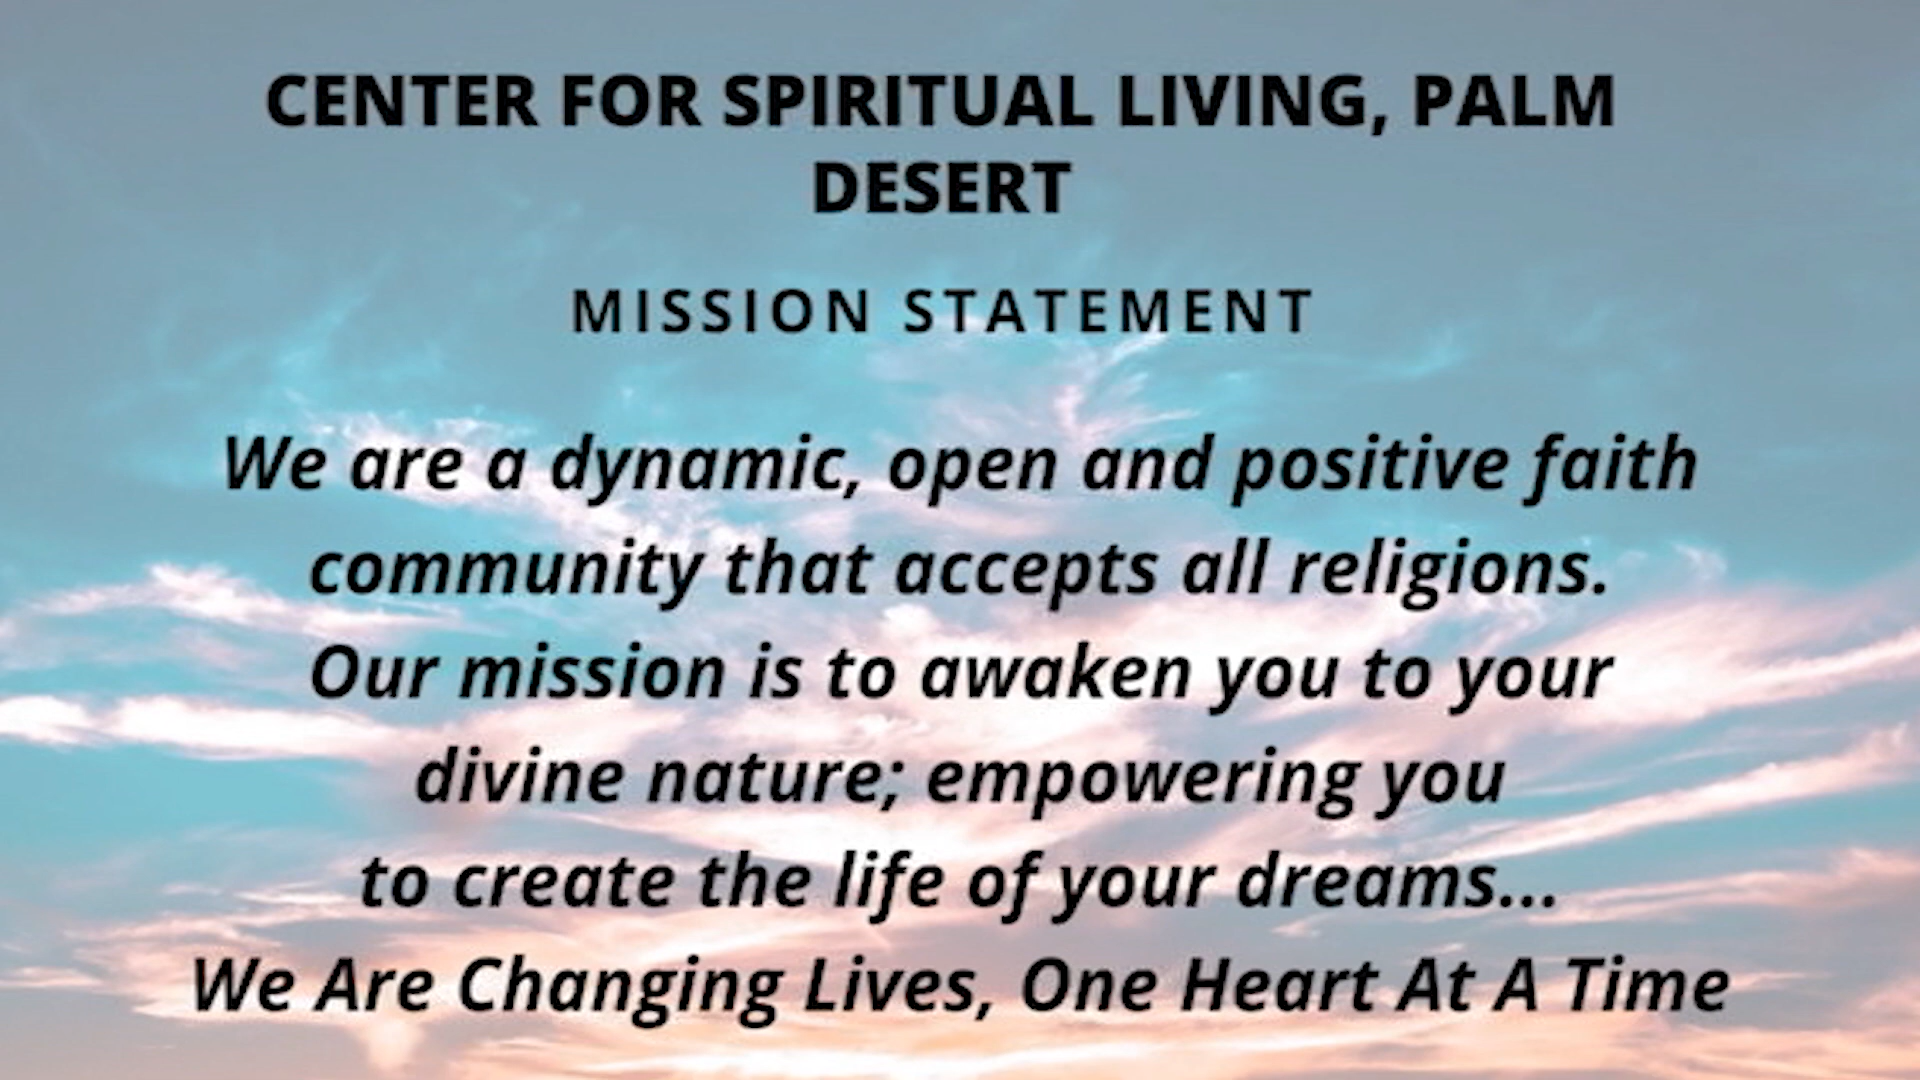 CENTER FOR SPIRITUAL LIVING, PALM
DESERT
MISSION STATEMENT
We are a dynamic, open and positive faith
community that accepts all religions.
Our mission is to awaken you to your
divine nature; empowering you
to create the life of your dreams...
We Are Changing Lives, One Heart At A Time